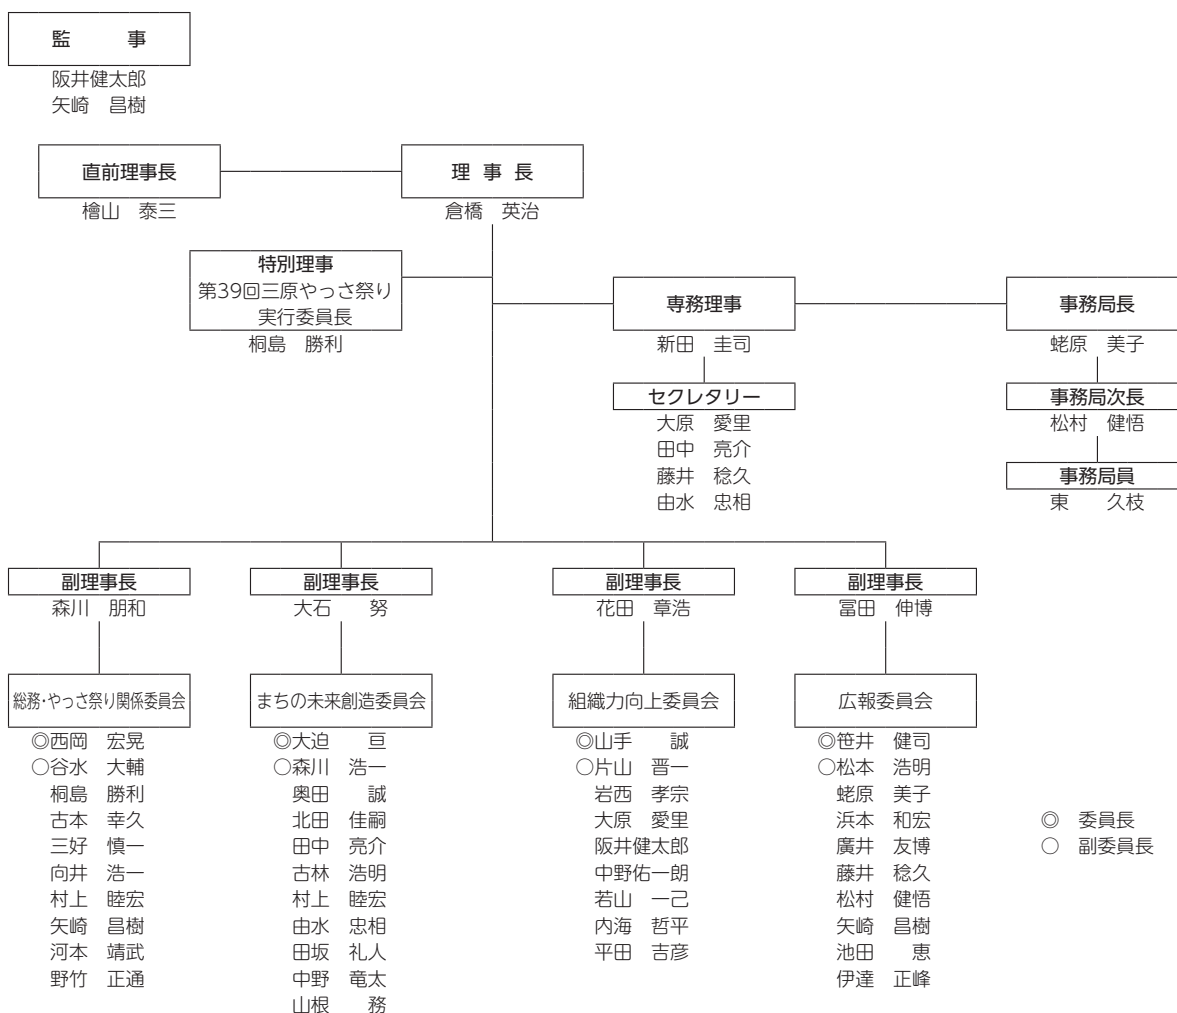 監　　　事
阪井健太郎
矢崎　昌樹
直前理事長
檜山　泰三
理 事 長
倉橋　英治
特別理事
第39回三原やっさ祭り
実行委員長
桐島　勝利
専務理事
新田　圭司
セクレタリー
大原　愛里
田中　亮介
藤井　稔久
由水　忠相
事務局長
蛯原　美子
事務局次長
松村　健悟
事務局員
東　　久枝
副理事長
森川　朋和
総務・やっさ祭り関係委員会
◎西岡　宏晃
○谷水　大輔
桐島　勝利
古本　幸久
三好　慎一
向井　浩一
村上　睦宏
矢崎　昌樹
河本　靖武
野竹　正通
副理事長
大石　　努
まちの未来創造委員会
◎大迫　　亘
○森川　浩一
奥田　　誠
北田　佳嗣
田中　亮介
古林　浩明
村上　睦宏
由水　忠相
田坂　礼人
中野　竜太
山根　　務
副理事長
花田　章浩
組織力向上委員会
◎山手　　誠
○片山　晋一
岩西　孝宗
大原　愛里
阪井健太郎
中野佑一朗
若山　一己
内海　哲平
平田　吉彦
副理事長
冨田　伸博
広報委員会
◎笹井　健司
○松本　浩明
蛯原　美子
浜本　和宏
廣井　友博
藤井　稔久
松村　健悟
矢崎　昌樹
池田　　恵
伊達　正峰
◎　委員長
○　副委員長